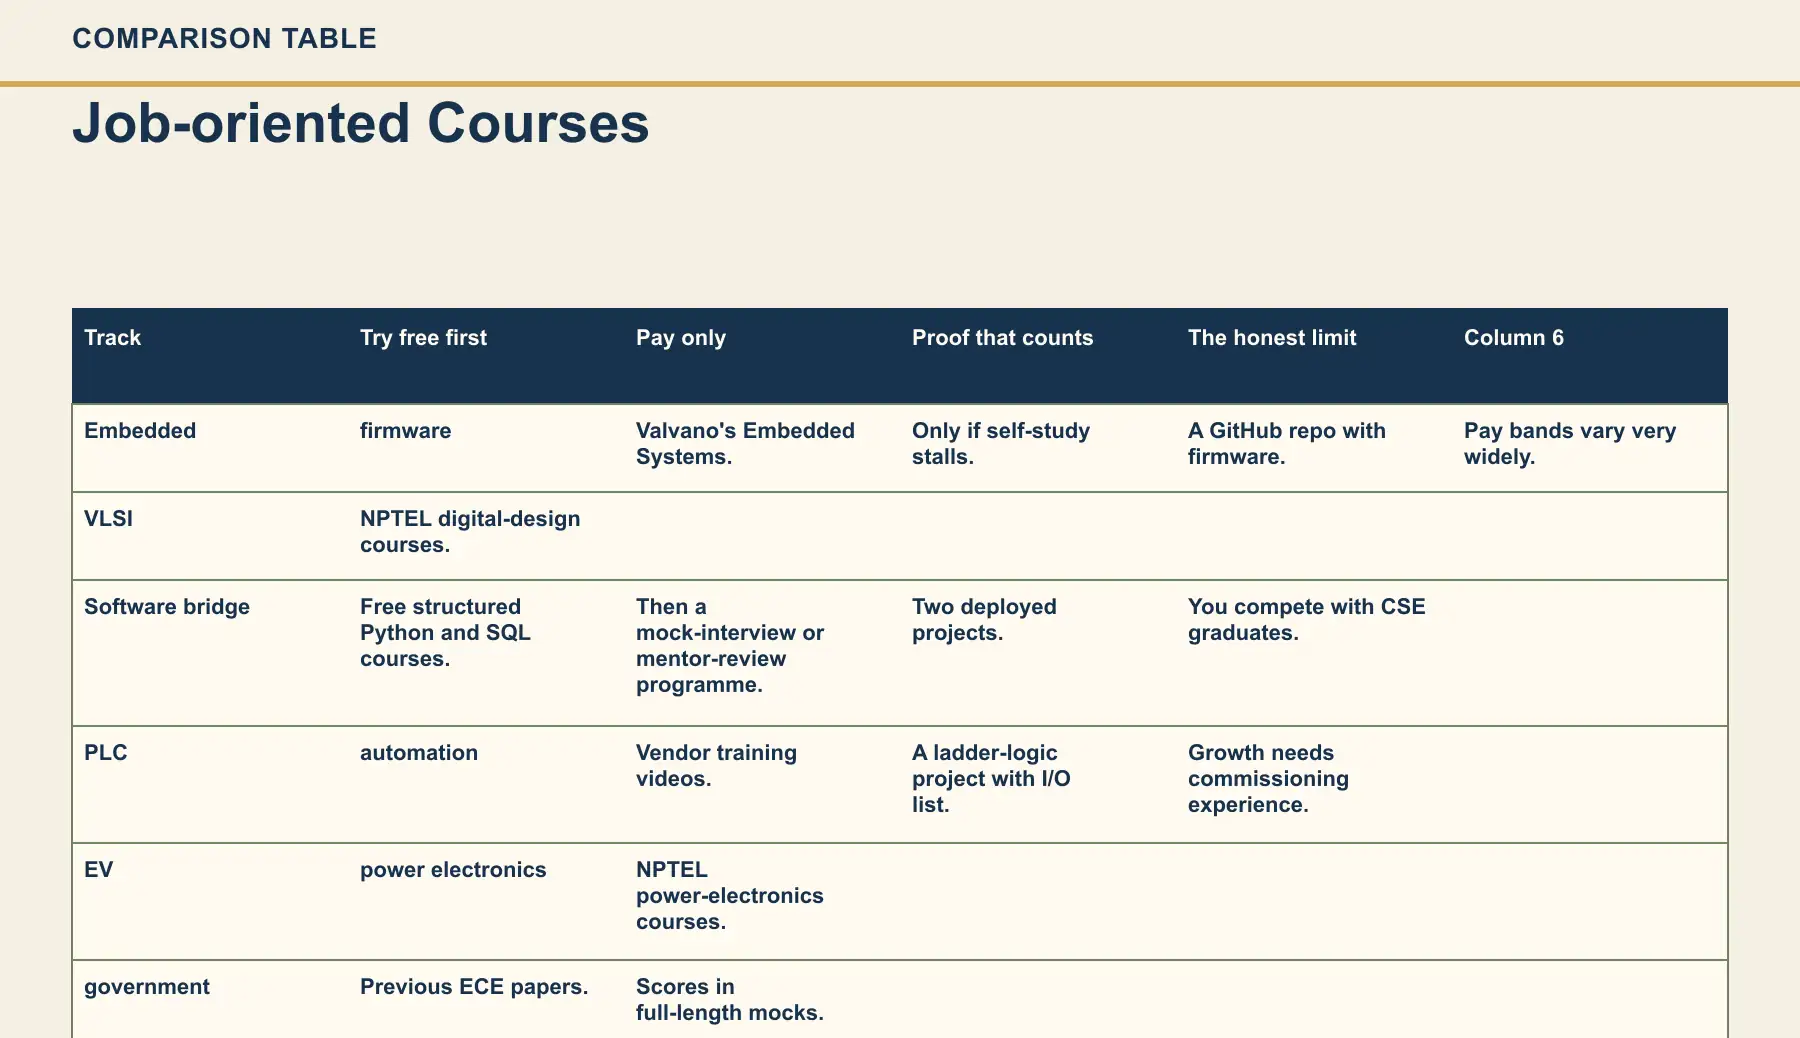 COMPARISON TABLE
Job-oriented Courses
Track Try free first Pay only Proof that counts The honest limit Column 6
Embedded firmware Valvano's Embedded Only if self-study A GitHub repo with Pay bands vary very
Systems. stalls. firmware. widely.
VLSI NPTEL digital-design
courses.
Software bridge Free structured Then a Two deployed You compete with CSE
Python and SQL mock-interview or projects. graduates.
courses. mentor-review
programme.
PLC automation Vendor training A ladder-logic Growth needs
videos. project with I/O commissioning
list. experience.
EV power electronics NPTEL
power-electronics
courses.
government Previous ECE papers. Scores in
full-length mocks.